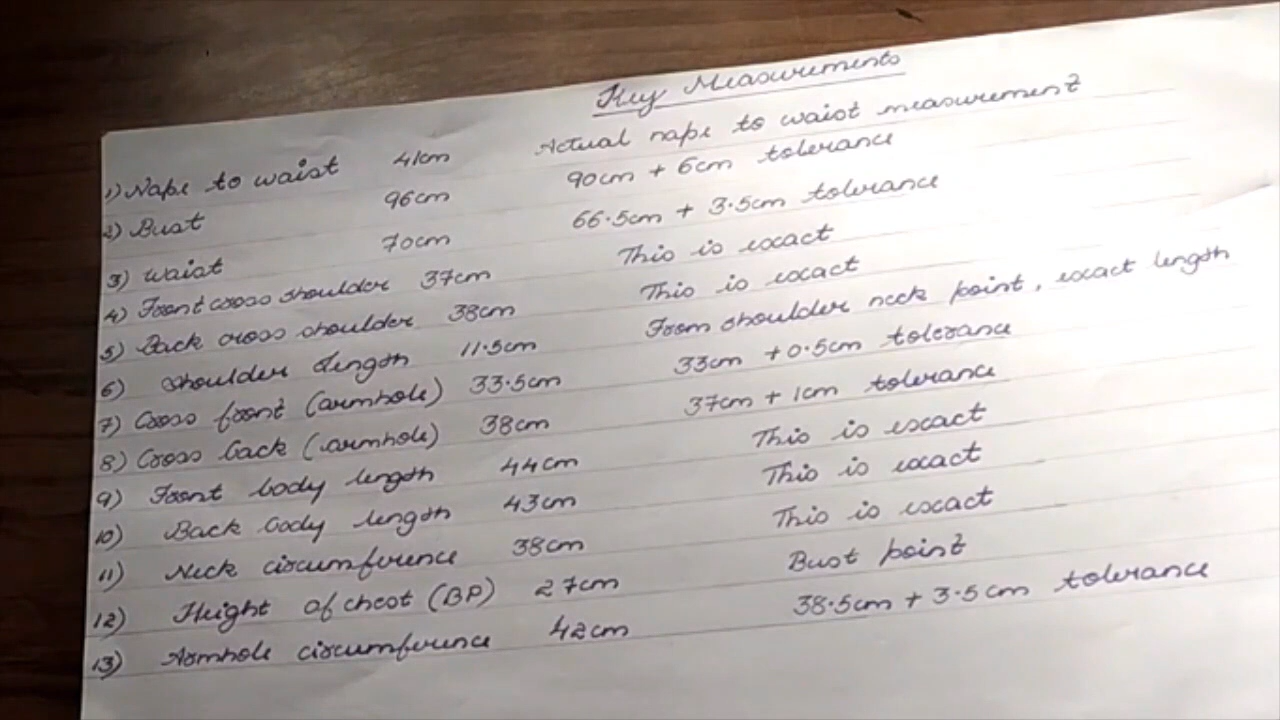 Key Measurements
1) Nape to waist 41cm Actual nape to waist measurement
2) Bust 96cm 90cm + 6cm tolerance
3) waist 70cm 66.5cm + 3.5cm tolerance
4) Front cross shoulder 37cm This is exact
5) Back cross shoulder 38cm This is exact
6) Shoulder length 11.5cm From shoulder neck point, exact length
7) Cross front (armhole) 33.5cm 33cm +0.5cm tolerance
8) Cross back (armhole) 38cm 37cm + 1cm tolerance
9) Front body length 44cm This is exact
10) Back body length 43cm This is exact
11) Neck circumference 38cm This is exact
12) Height of chest (BP) 27cm Bust point
13) Armhole circumference 42cm 38.5cm + 3.5cm tolerance